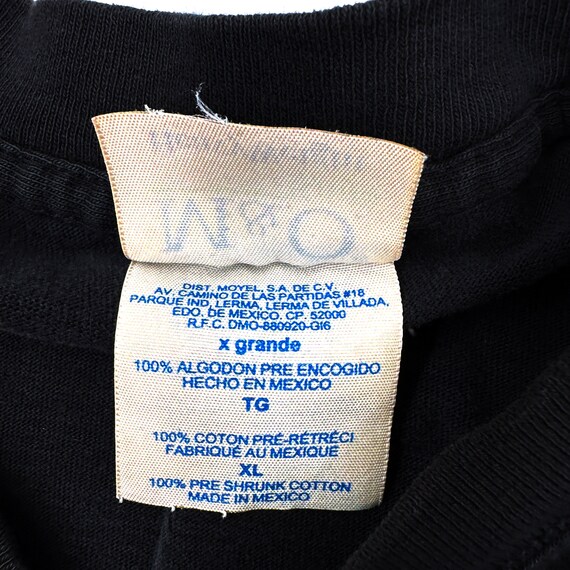 M&O
DIST. MOYEL, S.A. DE C.V.
AV. CAMINO DE LAS PARTIDAS #18
PARQUE IND, LERMA, LERMA DE VILLADA,
EDO. DE MEXICO. CP. 52000
R.F.C. DMO-880920-GI6
x grande
100% ALGODON PRE ENCOGIDO
HECHO EN MEXICO
TG
100% COTON PRÉ-RÉTRÉCI
FABRIQUÉ AU MEXIQUE
XL
100% PRE SHRUNK COTTON
MADE IN MEXICO